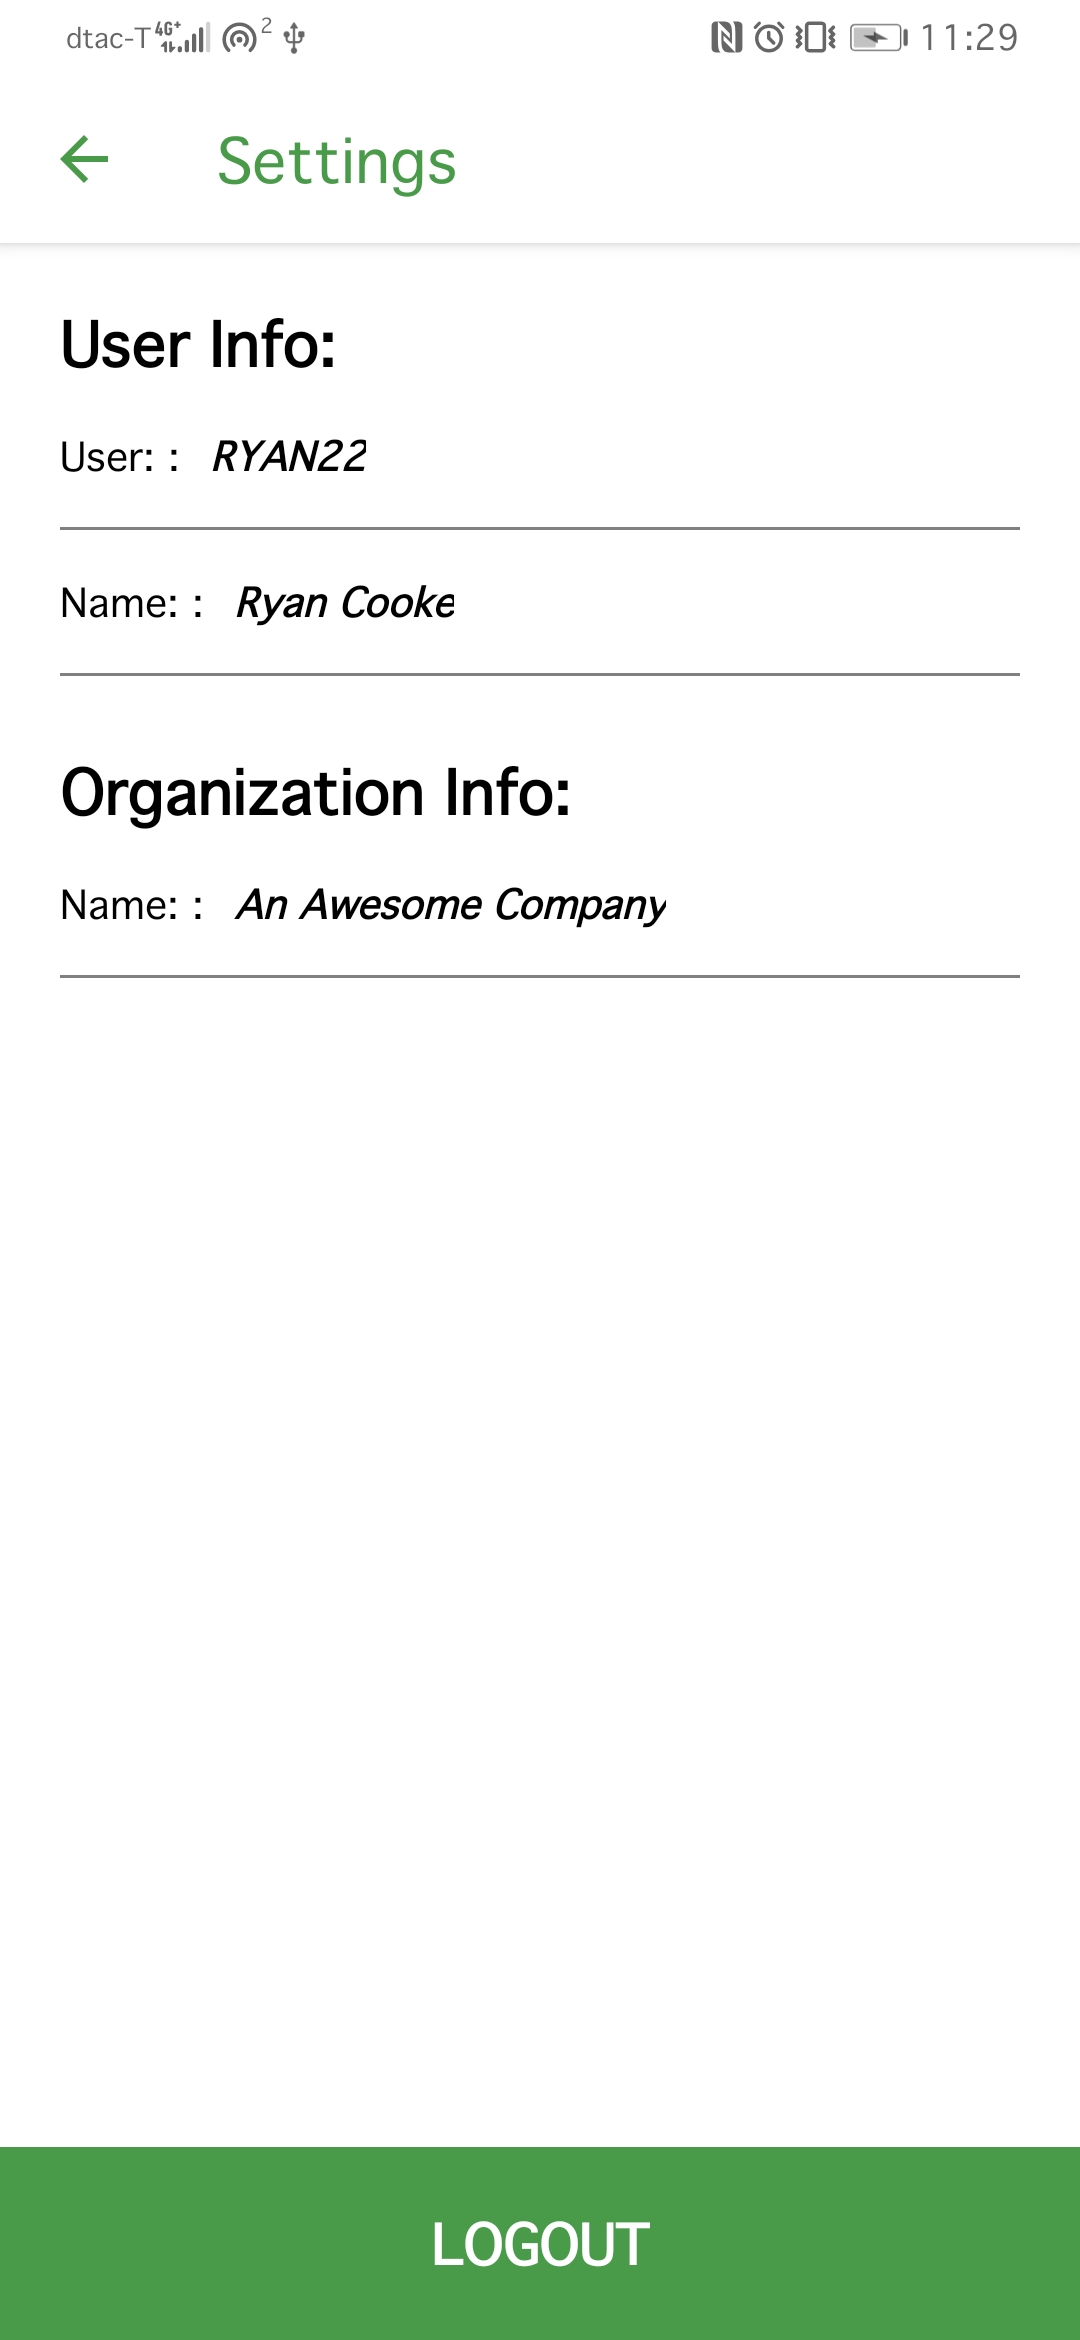 dtac-T 4G+ 2 11:29
Settings
User Info:
User: : RYAN22
Name: : Ryan Cooke
Organization Info:
Name: : An Awesome Company
LOGOUT